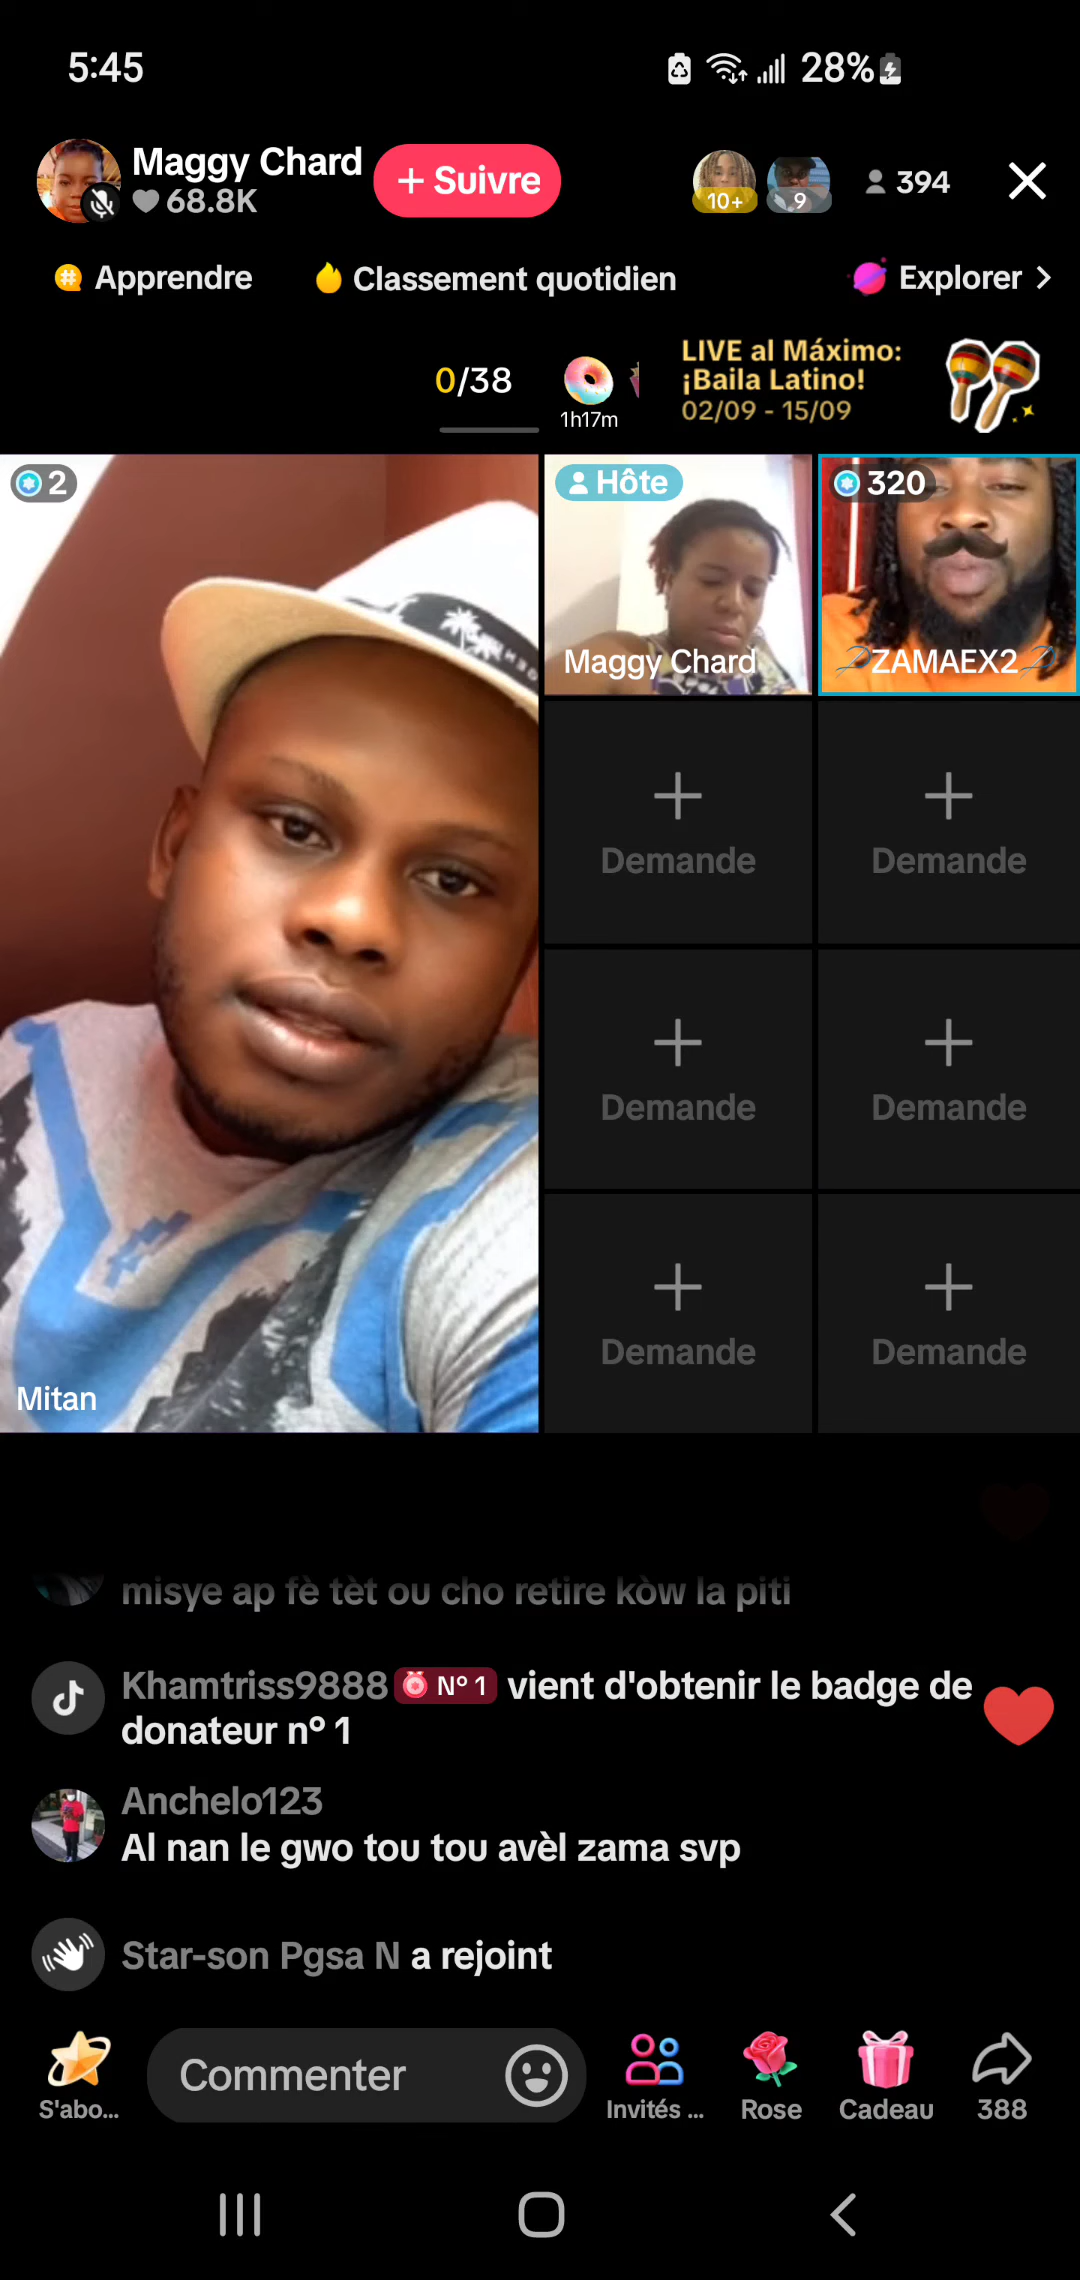 5:45
28%
Maggy Chard
68.8K
+ Suivre
10+
9
394
Apprendre
Classement quotidien
Explorer
0/38
1h17m
LIVE al Máximo:
¡Baila Latino!
02/09 - 15/09
2
Hôte
320
Maggy Chard
ZAMAEX2
Demande
Demande
Demande
Demande
Demande
Demande
Mitan
misye ap fè tèt ou cho retire kòw la piti
Khamtriss9888 N° 1 vient d'obtenir le badge de
donateur n° 1
Anchelo123
Al nan le gwo tou tou avèl zama svp
Star-son Pgsa N a rejoint
S'abo...
Commenter
Invités ...
Rose
Cadeau
388